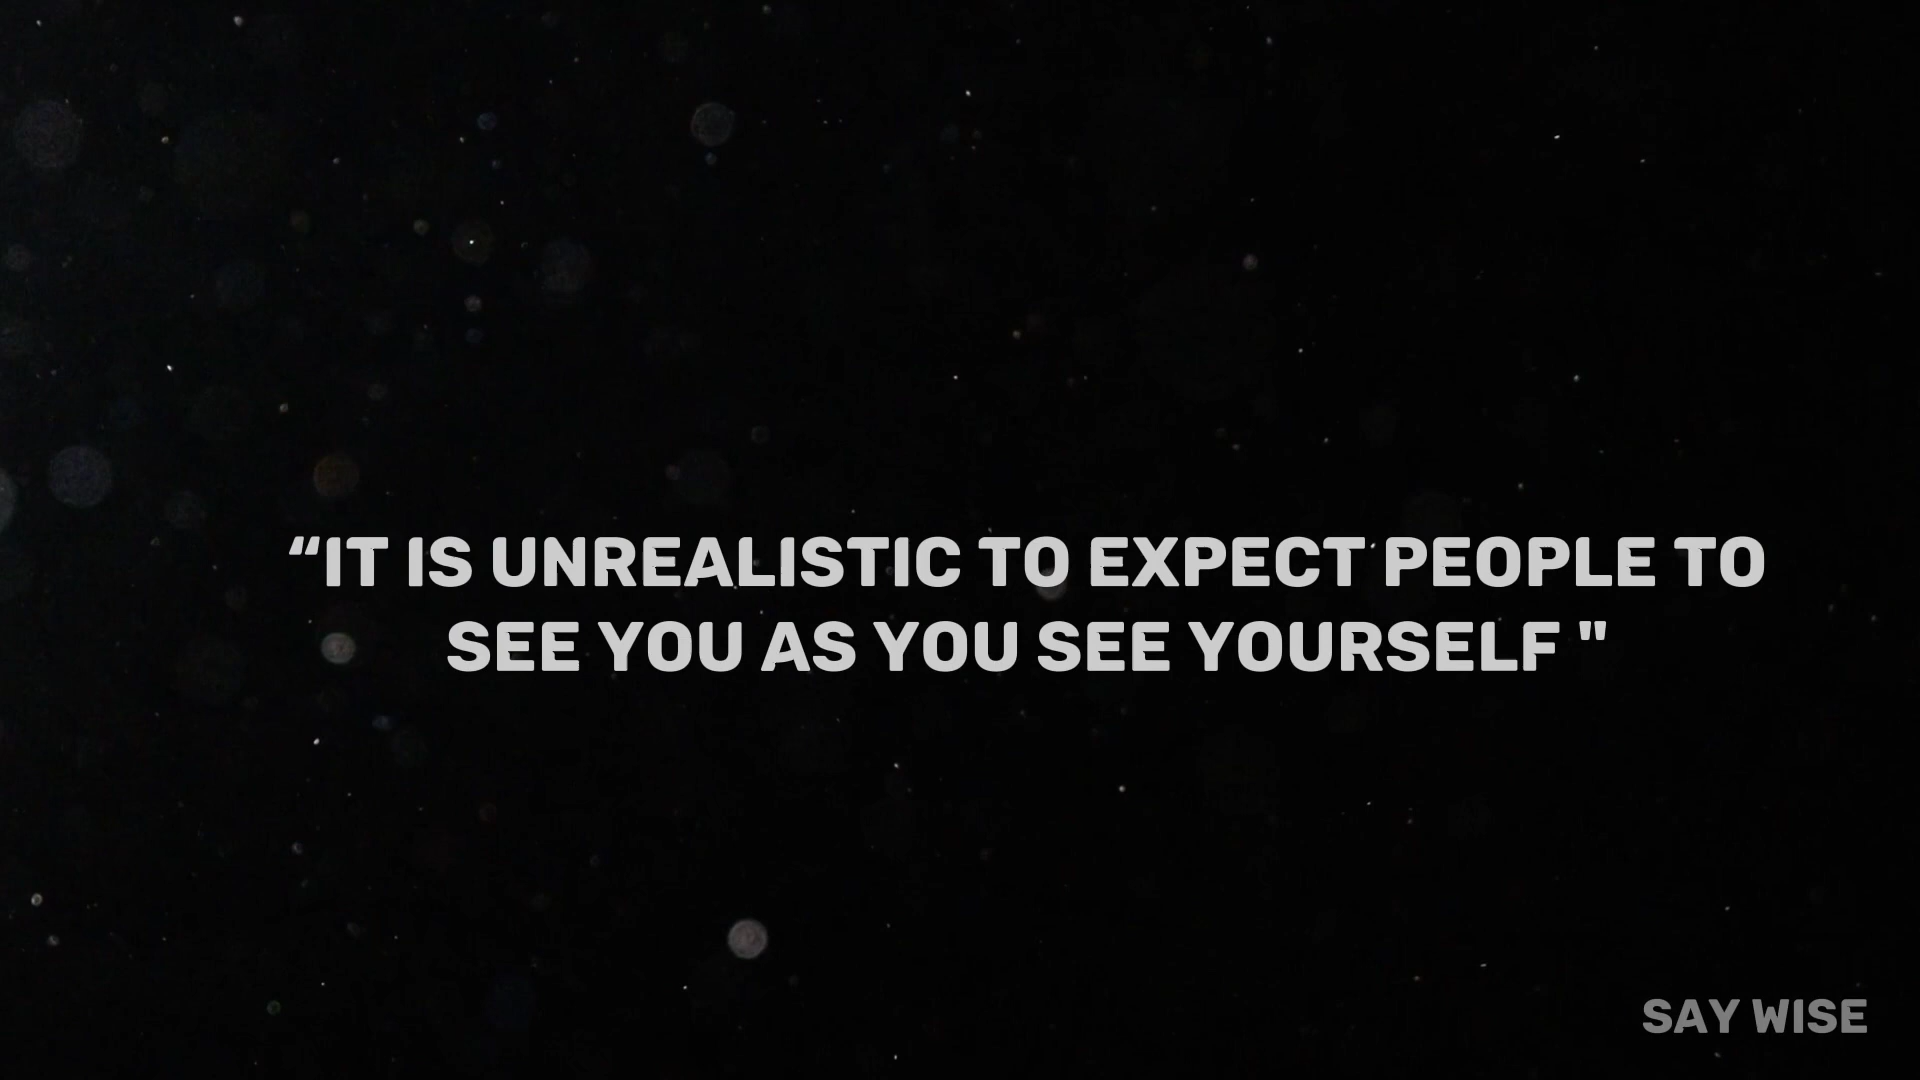 “IT IS UNREALISTIC TO EXPECT PEOPLE TO
SEE YOU AS YOU SEE YOURSELF "
SAY WISE